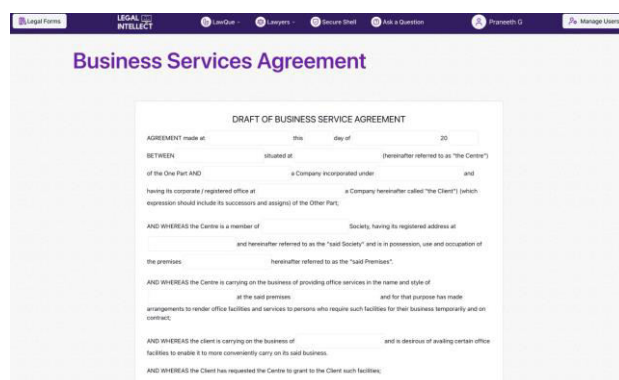 Legal Forms
LEGAL
INTELLECT
LawQue
Lawyers
Secure Shell
Ask a Question
Praneeth G
Manage Users
Business Services Agreement
DRAFT OF BUSINESS SERVICE AGREEMENT
AGREEMENT made at this day of 20
BETWEEN situated at (hereinafter referred to as "the Centre")
of the One Part AND a Company incorporated under and
having its corporate / registered office at a Company hereinafter called "the Client") (which
expression should include its successors and assigns) of the Other Part;
AND WHEREAS the Centre is a member of Society, having its registered address at
and hereinafter referred to as the "said Society" and is in possession, use and occupation of
the premises hereinafter referred to as the "said Premises".
AND WHEREAS the Centre is carrying on the business of providing office services in the name and style of
at the said premises and for that purpose has made
arrangements to render office facilities and services to persons who require such facilities for their business temporarily and on
contract;
AND WHEREAS the client is carrying on the business of and is desirous of availing certain office
facilities to enable it to more conveniently carry on its said business.
AND WHEREAS the Client has requested the Centre to grant to the Client such facilities;